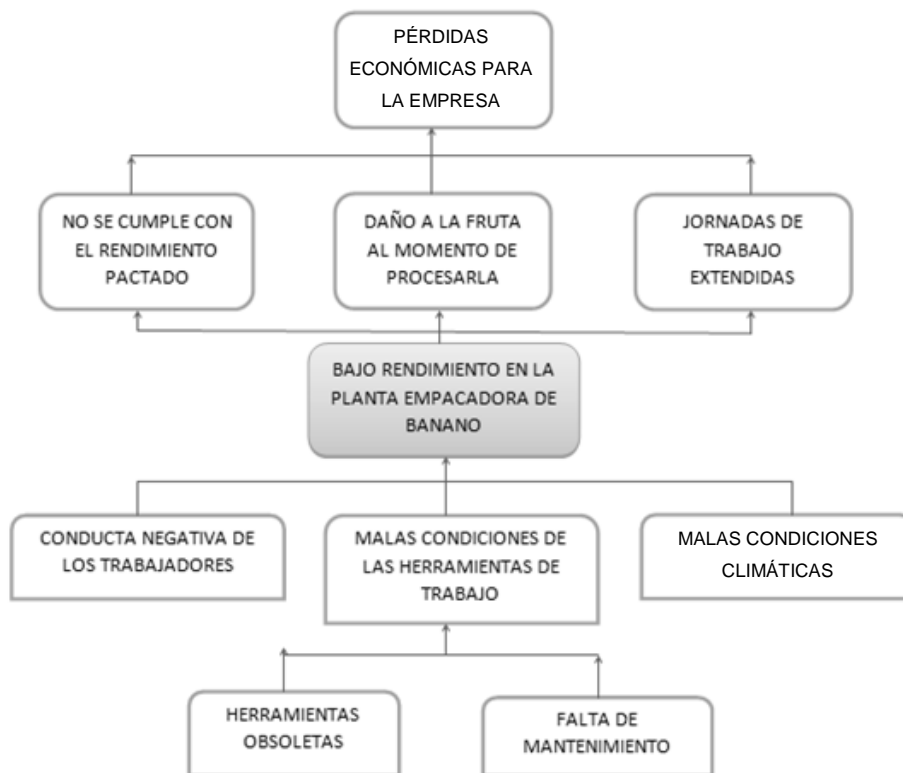 PÉRDIDAS
ECONÓMICAS PARA
LA EMPRESA
NO SE CUMPLE CON
EL RENDIMIENTO
PACTADO
DAÑO A LA FRUTA
AL MOMENTO DE
PROCESARLA
JORNADAS DE
TRABAJO
EXTENDIDAS
BAJO RENDIMIENTO EN LA
PLANTA EMPACADORA DE
BANANO
CONDUCTA NEGATIVA DE
LOS TRABAJADORES
MALAS CONDICIONES DE
LAS HERRAMIENTAS DE
TRABAJO
MALAS CONDICIONES
CLIMÁTICAS
HERRAMIENTAS
OBSOLETAS
FALTA DE
MANTENIMIENTO